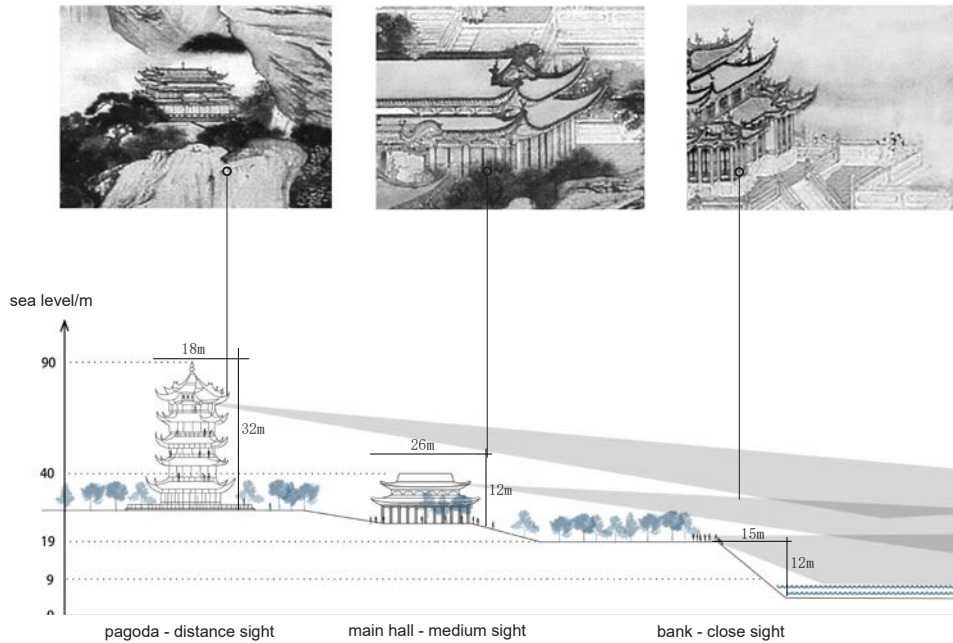 sea level/m
90
18m
32m
40
26m
12m
19
15m
9
12m
0
pagoda - distance sight
main hall - medium sight
bank - close sight